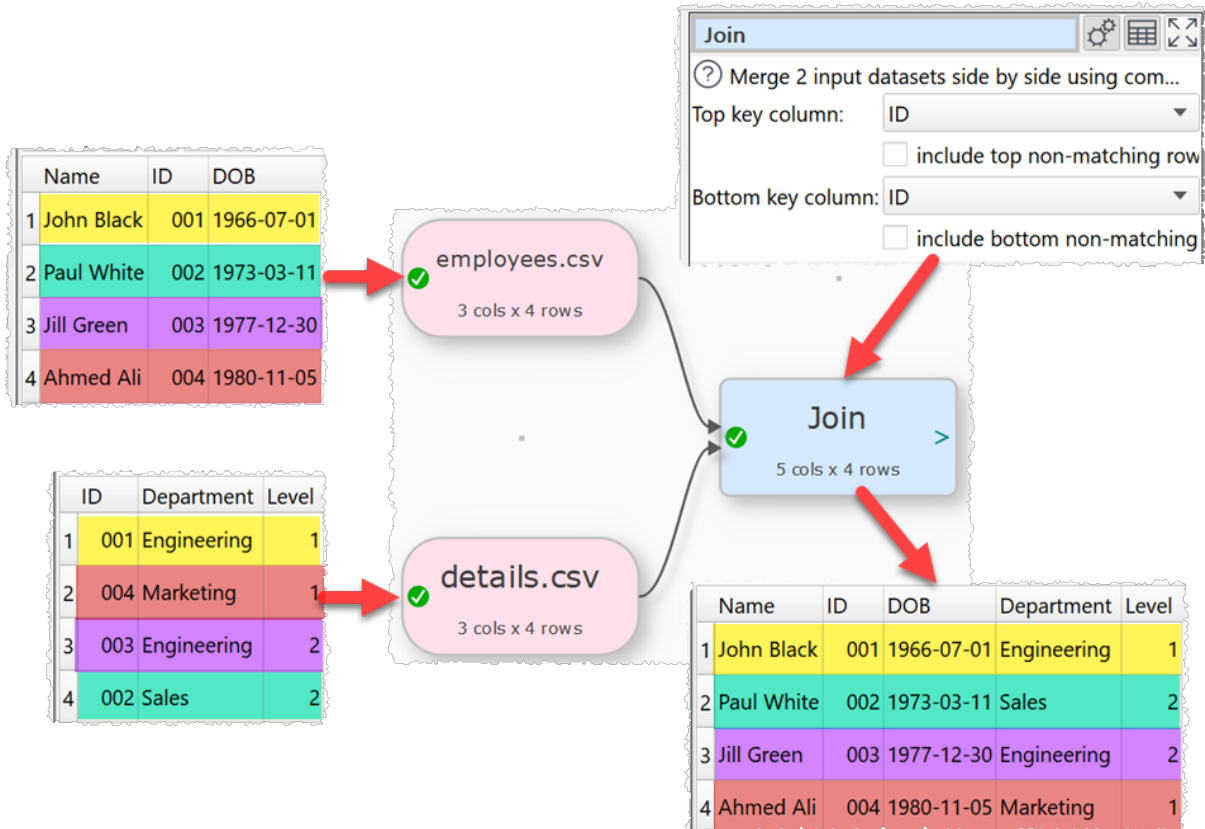 Join
? Merge 2 input datasets side by side using com...
Top key column: ID
include top non-matching row
Bottom key column: ID
include bottom non-matching
Name ID DOB
1 John Black 001 1966-07-01
2 Paul White 002 1973-03-11
3 Jill Green 003 1977-12-30
4 Ahmed Ali 004 1980-11-05
employees.csv
3 cols x 4 rows
Join
>
5 cols x 4 rows
ID Department Level
1 001 Engineering 1
2 004 Marketing 1
3 003 Engineering 2
4 002 Sales 2
details.csv
3 cols x 4 rows
Name ID DOB Department Level
1 John Black 001 1966-07-01 Engineering 1
2 Paul White 002 1973-03-11 Sales 2
3 Jill Green 003 1977-12-30 Engineering 2
4 Ahmed Ali 004 1980-11-05 Marketing 1